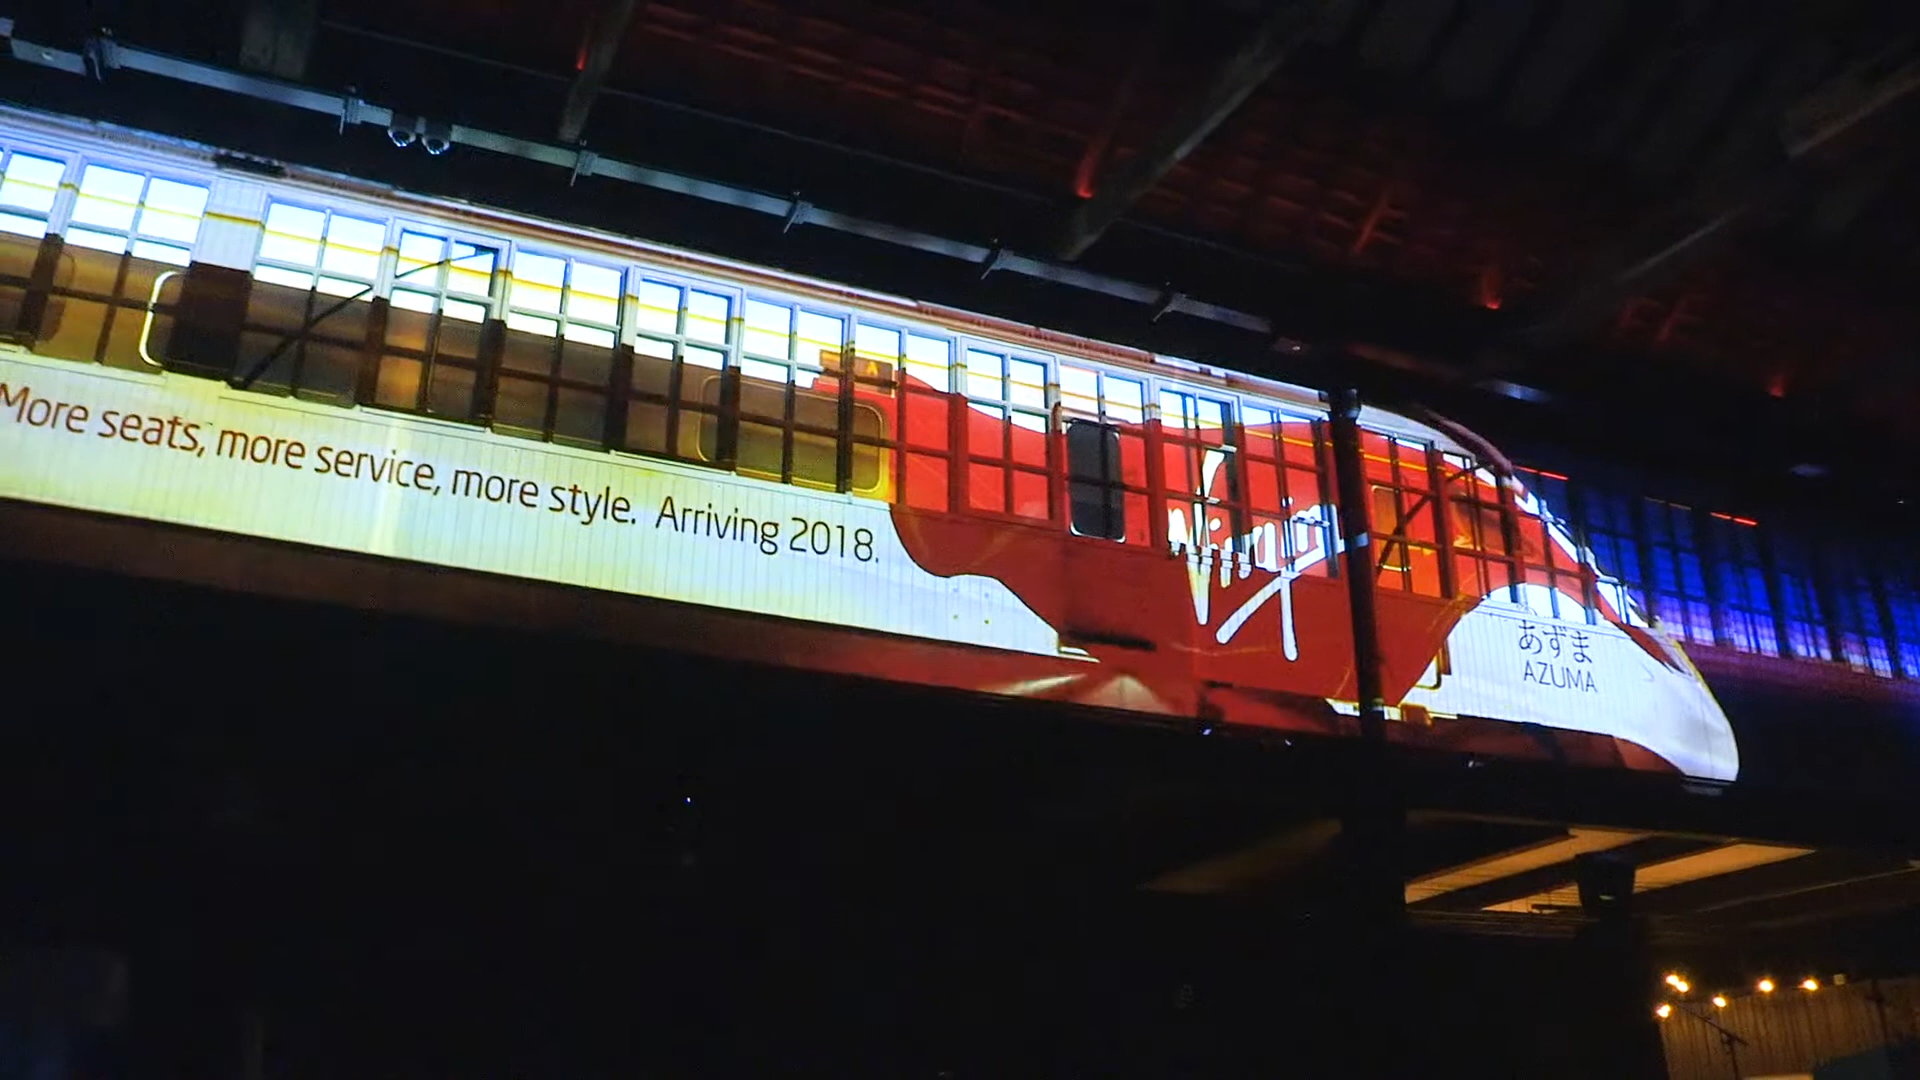 More seats, more service, more style. Arriving 2018.
Virgin
あずま
AZUMA